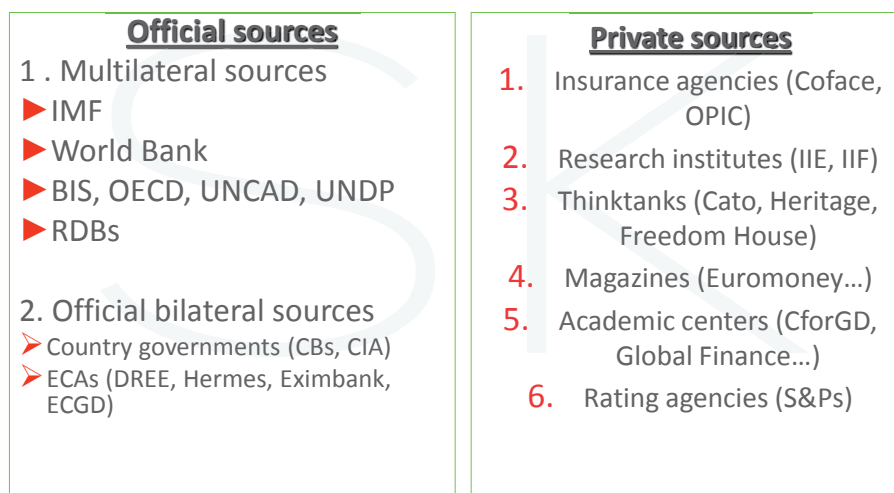 Official sources
1 . Multilateral sources
►IMF
►World Bank
►BIS, OECD, UNCAD, UNDP
►RDBs
2. Official bilateral sources
➢Country governments (CBs, CIA)
➢ECAs (DREE, Hermes, Eximbank,
ECGD)
Private sources
1. Insurance agencies (Coface,
OPIC)
2. Research institutes (IIE, IIF)
3. Thinktanks (Cato, Heritage,
Freedom House)
4. Magazines (Euromoney…)
5. Academic centers (CforGD,
Global Finance…)
6. Rating agencies (S&Ps)
SK